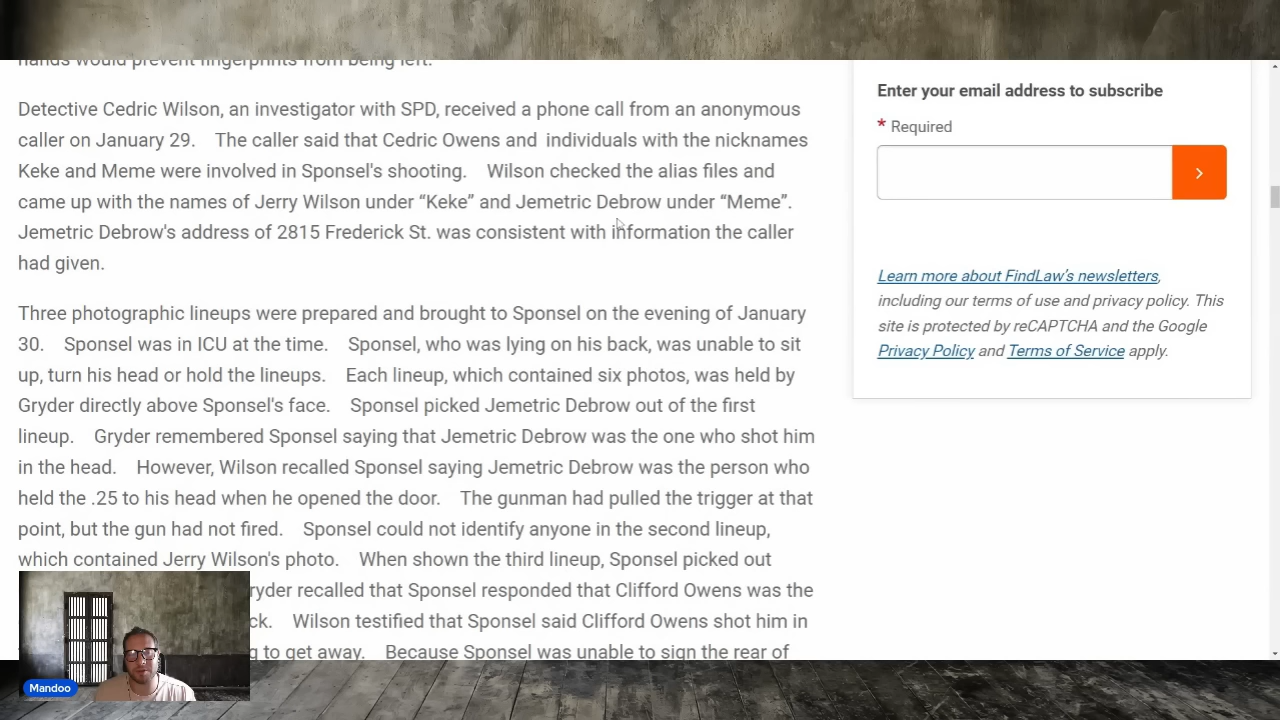 hands would prevent fingerprints from being left.
Detective Cedric Wilson, an investigator with SPD, received a phone call from an anonymous
caller on January 29. The caller said that Cedric Owens and individuals with the nicknames
Keke and Meme were involved in Sponsel's shooting. Wilson checked the alias files and
came up with the names of Jerry Wilson under “Keke” and Jemetric Debrow under “Meme”.
Jemetric Debrow's address of 2815 Frederick St. was consistent with information the caller
had given.
Three photographic lineups were prepared and brought to Sponsel on the evening of January
30. Sponsel was in ICU at the time. Sponsel, who was lying on his back, was unable to sit
up, turn his head or hold the lineups. Each lineup, which contained six photos, was held by
Gryder directly above Sponsel's face. Sponsel picked Jemetric Debrow out of the first
lineup. Gryder remembered Sponsel saying that Jemetric Debrow was the one who shot him
in the head. However, Wilson recalled Sponsel saying Jemetric Debrow was the person who
held the .25 to his head when he opened the door. The gunman had pulled the trigger at that
point, but the gun had not fired. Sponsel could not identify anyone in the second lineup,
which contained Jerry Wilson's photo. When shown the third lineup, Sponsel picked out
ryder recalled that Sponsel responded that Clifford Owens was the
ck. Wilson testified that Sponsel said Clifford Owens shot him in
g to get away. Because Sponsel was unable to sign the rear of
Enter your email address to subscribe
* Required
Learn more about FindLaw’s newsletters,
including our terms of use and privacy policy. This
site is protected by reCAPTCHA and the Google
Privacy Policy and Terms of Service apply.
Mandoo